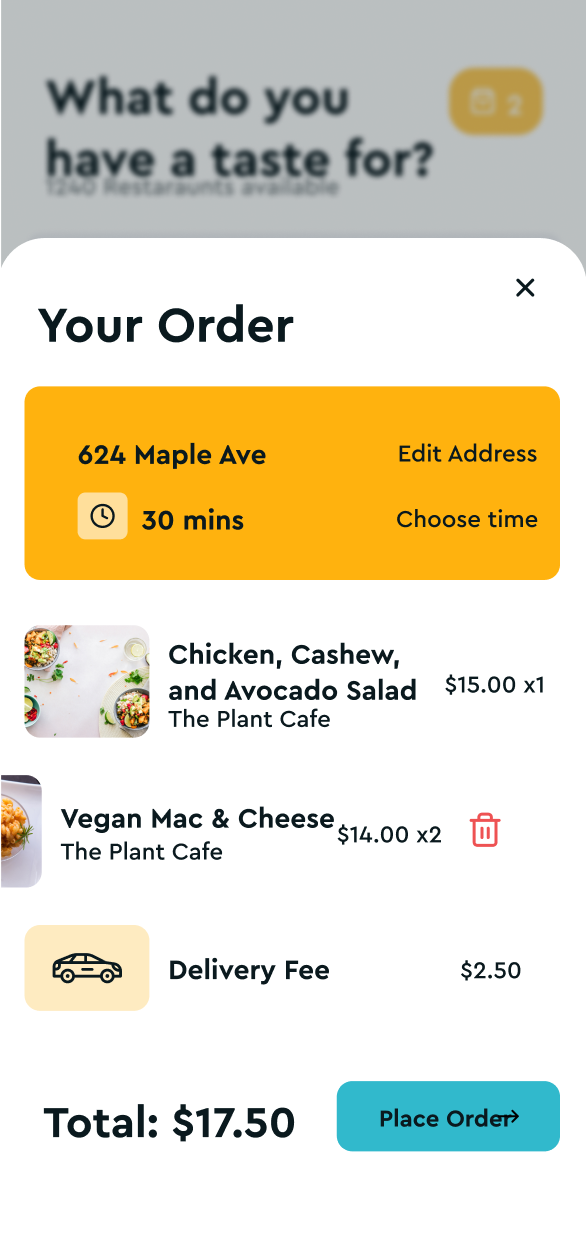 What do you
have a taste for?
2
1240 Restaraunts available
Your Order
624 Maple Ave
Edit Address
30 mins
Choose time
Chicken, Cashew,
and Avocado Salad
The Plant Cafe
$15.00 x1
Vegan Mac & Cheese
The Plant Cafe
$14.00 x2
Delivery Fee
$2.50
Total: $17.50
Place Order